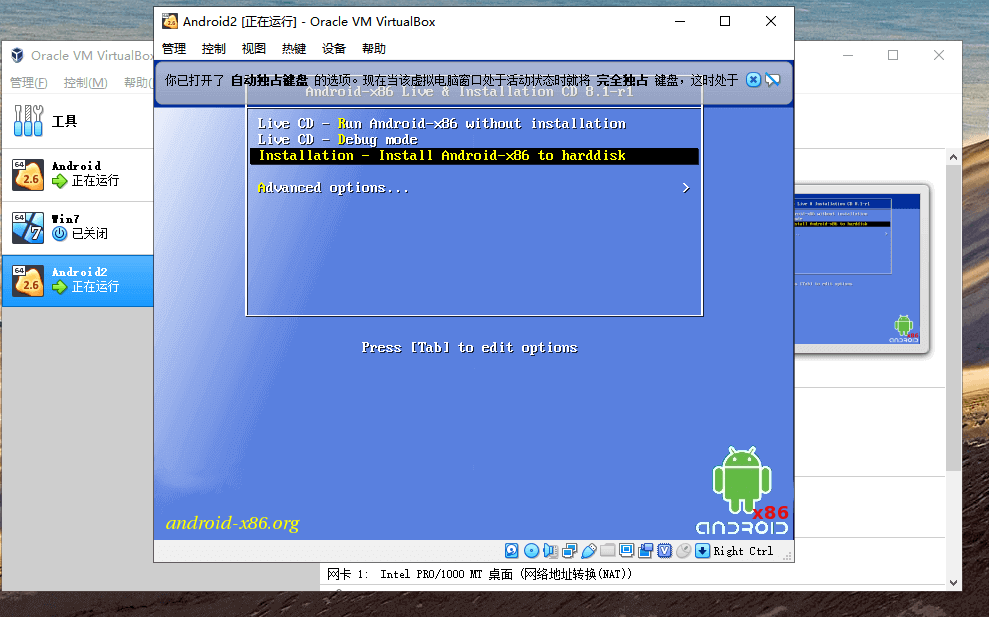 Android2 [正在运行] - Oracle VM VirtualBox
管理 控制 视图 热键 设备 帮助
Oracle VM VirtualBox
管理(F) 控制(M) 帮助(
你已打开了 自动独占键盘 的选项。现在当该虚拟电脑窗口处于活动状态时就将 完全独占 键盘，这时处于
Android-x86 Live & Installation CD 8.1-r1
工具
Live CD - Run Android-x86 without installation
Live CD - Debug mode
Installation - Install Android-x86 to harddisk
Advanced options... >
64
2.6
Android
正在运行
64
7
Win7
已关闭
64
2.6
Android2
正在运行
Live & Installation CD 8.1-r1
Press [Tab] to edit options
android-x86.org
x86
ANDROID
V
Right Ctrl
网卡 1: Intel PRO/1000 MT 桌面 (网络地址转换(NAT))